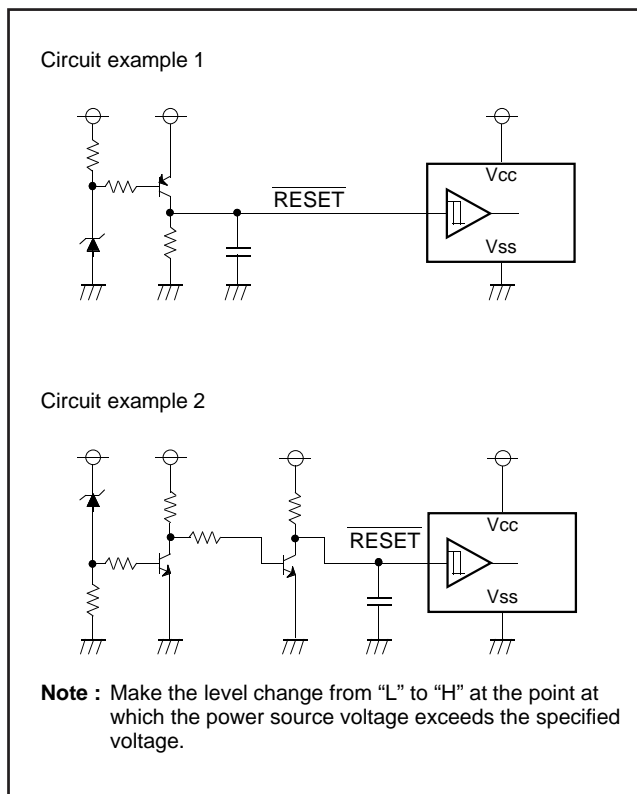 Circuit example 1
RESET
Vcc
Vss
Circuit example 2
RESET
Vcc
Vss
Note : Make the level change from “L” to “H” at the point at
which the power source voltage exceeds the specified
voltage.